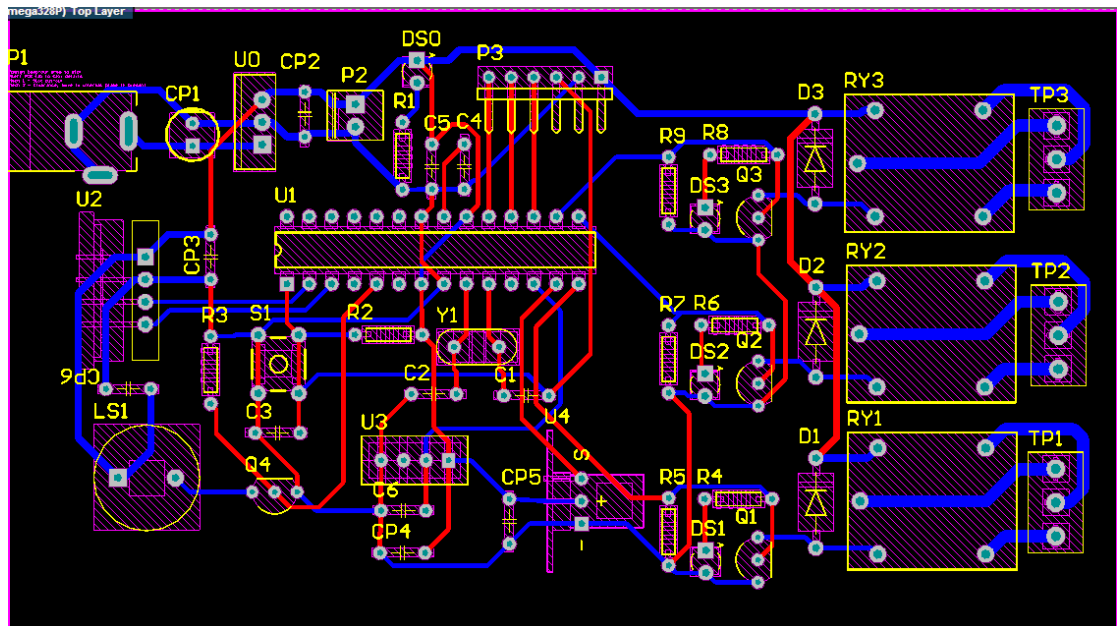 mega328P) Top Layer
DS0
P1
U0
CP2
P2
P3
CP1
R1
C5
C4
D3
RY3
TP3
R9
R8
Q3
DS3
U2
U1
CP3
D2
RY2
TP2
R3
S1
R2
Y1
R7
R6
Q2
DS2
CP6
C2
C1
LS1
C3
U4
U3
D1
RY1
TP1
Q4
S
CP5
R5
R4
C6
+
Q1
CP4
DS1
-